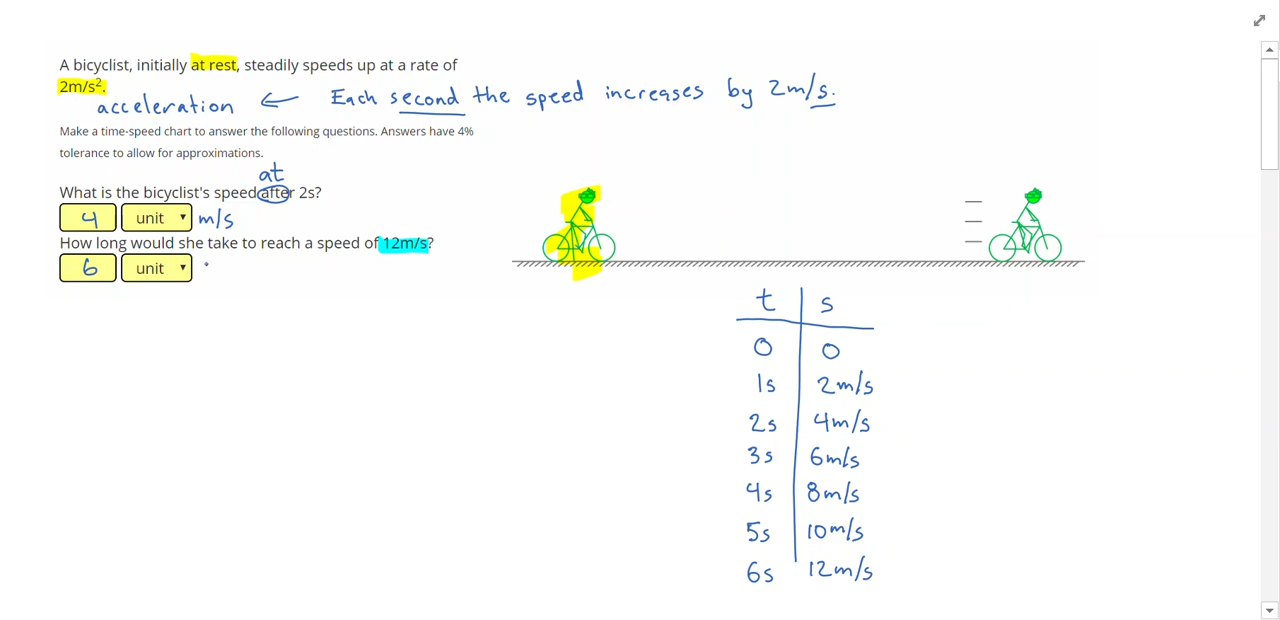 A bicyclist, initially at rest, steadily speeds up at a rate of
2m/s².
acceleration ← Each second the speed increases by 2m/s.
Make a time-speed chart to answer the following questions. Answers have 4%
tolerance to allow for approximations.
at
What is the bicyclist's speed after 2s?
4 unit m/s
How long would she take to reach a speed of 12m/s?
6 unit
t s
0 0
1s 2m/s
2s 4m/s
3s 6m/s
4s 8m/s
5s 10m/s
6s 12m/s